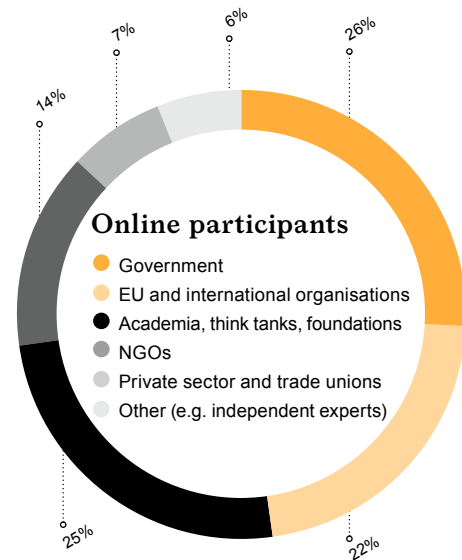 6%
7%
26%
14%
Online participants
Government
EU and international organisations
Academia, think tanks, foundations
NGOs
Private sector and trade unions
Other (e.g. independent experts)
25%
22%